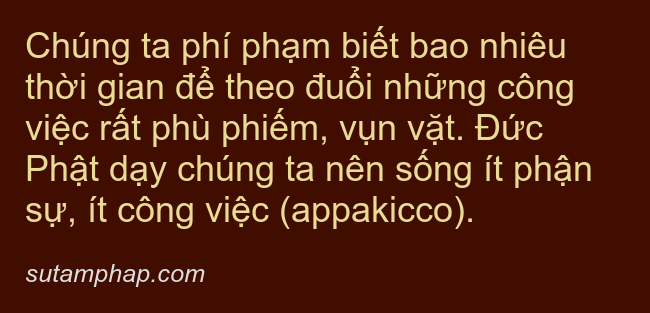 Chúng ta phí phạm biết bao nhiêu
thời gian để theo đuổi những công
việc rất phù phiếm, vụn vặt. Đức
Phật dạy chúng ta nên sống ít phận
sự, ít công việc (appakicco).
sutamphap.com